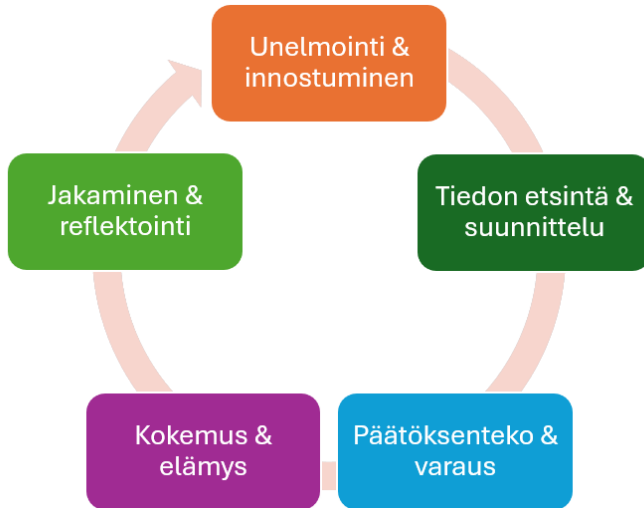 Unelmointi &
innostuminen
Tiedon etsintä &
suunnittelu
Päätöksenteko &
varaus
Kokemus &
elämys
Jakaminen &
reflektointi